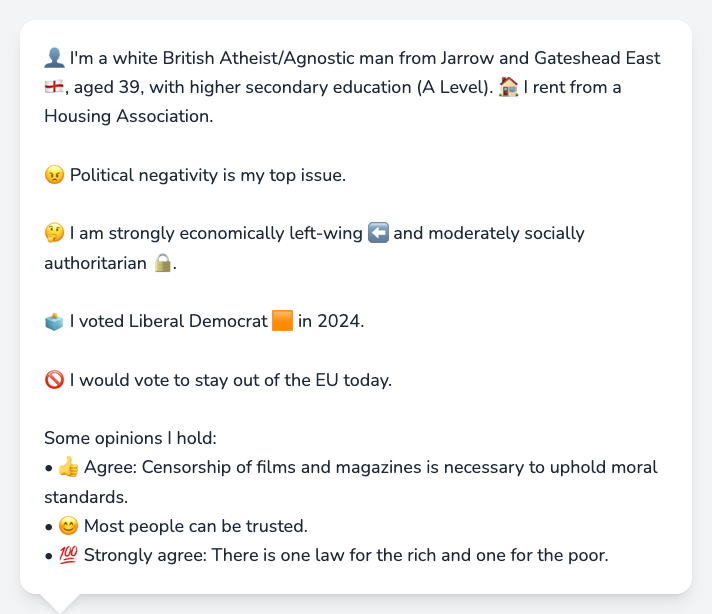 👤 I'm a white British Atheist/Agnostic man from Jarrow and Gateshead East
🏴󠁧󠁢󠁥󠁮󠁧󠁿, aged 39, with higher secondary education (A Level). 🏠 I rent from a
Housing Association.
😠 Political negativity is my top issue.
🤔 I am strongly economically left-wing ⬅️ and moderately socially
authoritarian 🔒.
🗳️ I voted Liberal Democrat 🟧 in 2024.
🚫 I would vote to stay out of the EU today.
Some opinions I hold:
• 👍 Agree: Censorship of films and magazines is necessary to uphold moral
standards.
• 😊 Most people can be trusted.
• 💯 Strongly agree: There is one law for the rich and one for the poor.